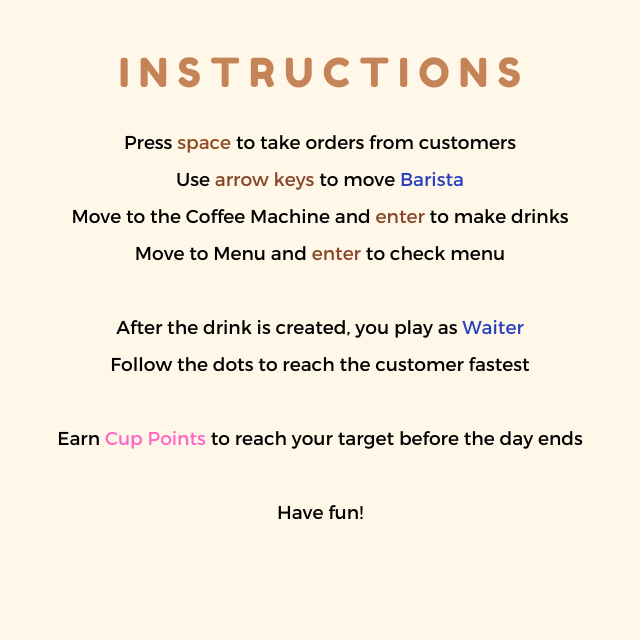 INSTRUCTIONS
Press space to take orders from customers
Use arrow keys to move Barista
Move to the Coffee Machine and enter to make drinks
Move to Menu and enter to check menu
After the drink is created, you play as Waiter
Follow the dots to reach the customer fastest
Earn Cup Points to reach your target before the day ends
Have fun!